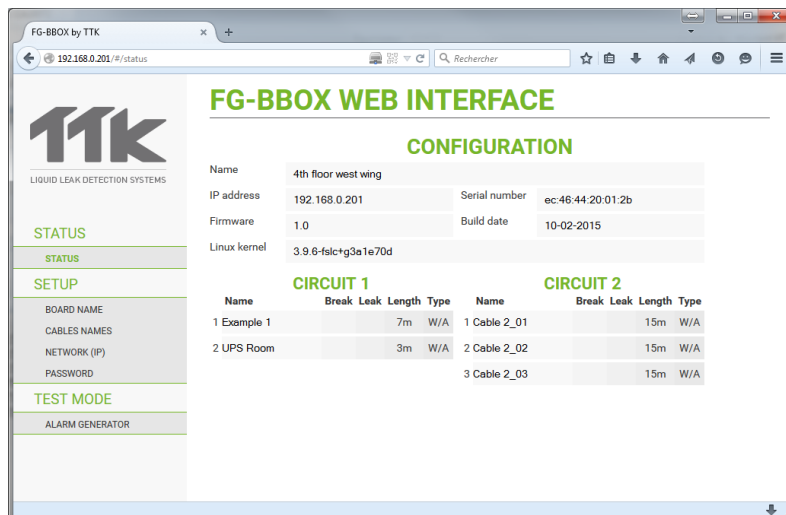 FG-BBOX by TTK
192.168.0.201/#/status
Rechercher
TTK
LIQUID LEAK DETECTION SYSTEMS
STATUS
STATUS
SETUP
BOARD NAME
CABLES NAMES
NETWORK (IP)
PASSWORD
TEST MODE
ALARM GENERATOR
FG-BBOX WEB INTERFACE
CONFIGURATION
Name 4th floor west wing
IP address 192.168.0.201 Serial number ec:46:44:20:01:2b
Firmware 1.0 Build date 10-02-2015
Linux kernel 3.9.6-fslc+g3a1e70d
CIRCUIT 1
Name Break Leak Length Type
1 Example 1 7m W/A
2 UPS Room 3m W/A
CIRCUIT 2
Name Break Leak Length Type
1 Cable 2_01 15m W/A
2 Cable 2_02 15m W/A
3 Cable 2_03 15m W/A